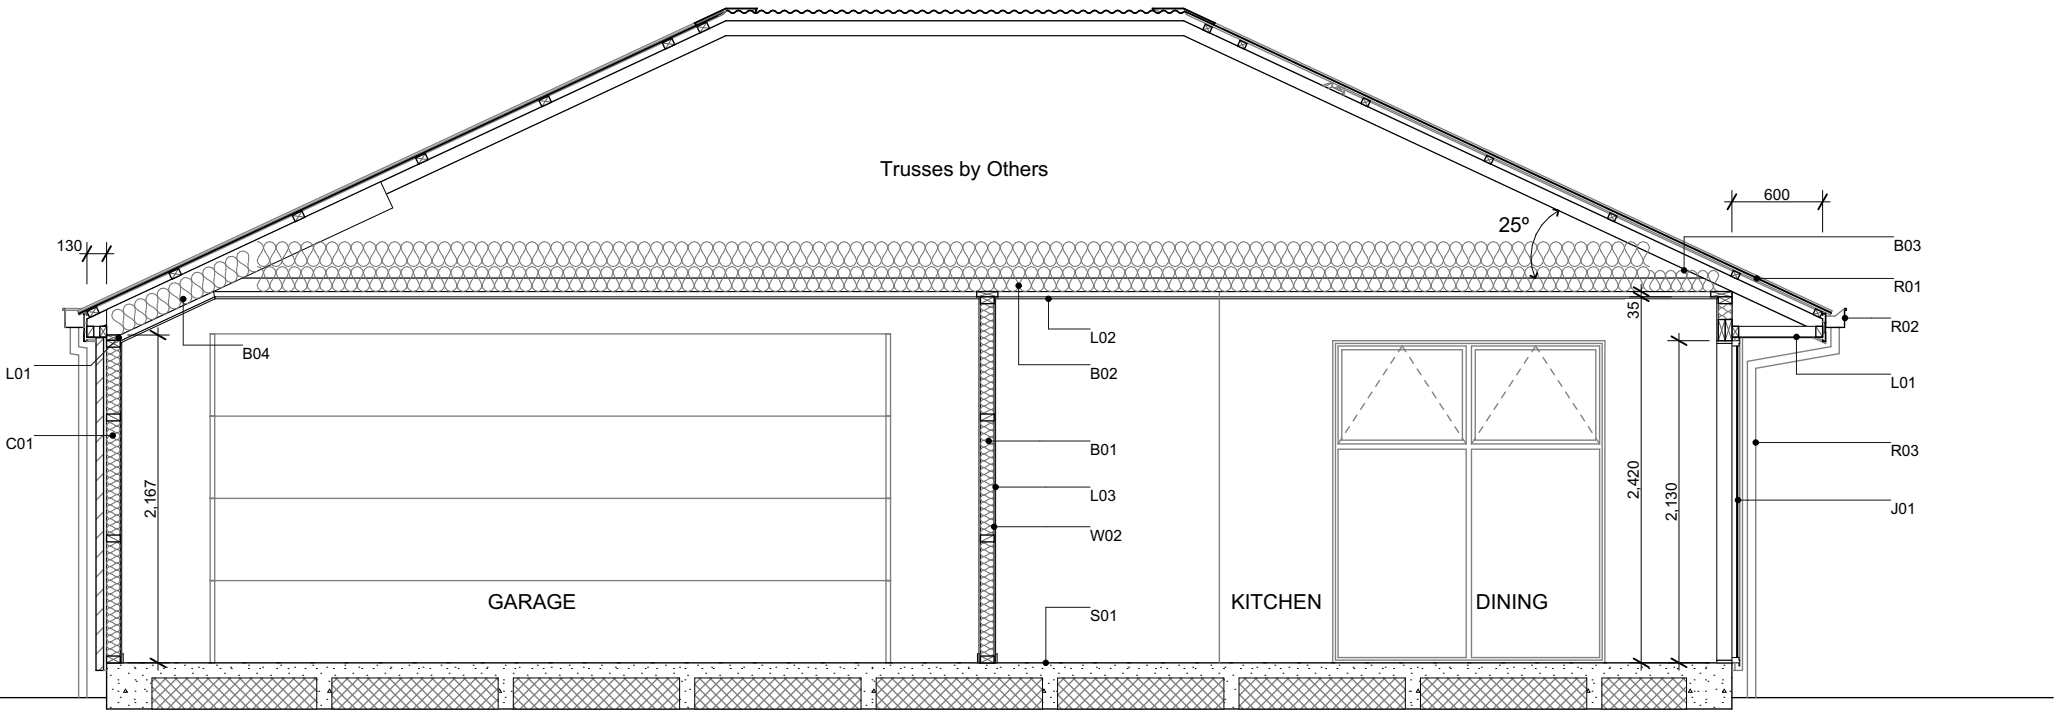 Trusses by Others
600
25º
130
B03
R01
35
R02
L02
B04
B02
L01
L01
C01
B01
R03
2,167
2,420
2,130
L03
J01
W02
GARAGE
KITCHEN
DINING
S01